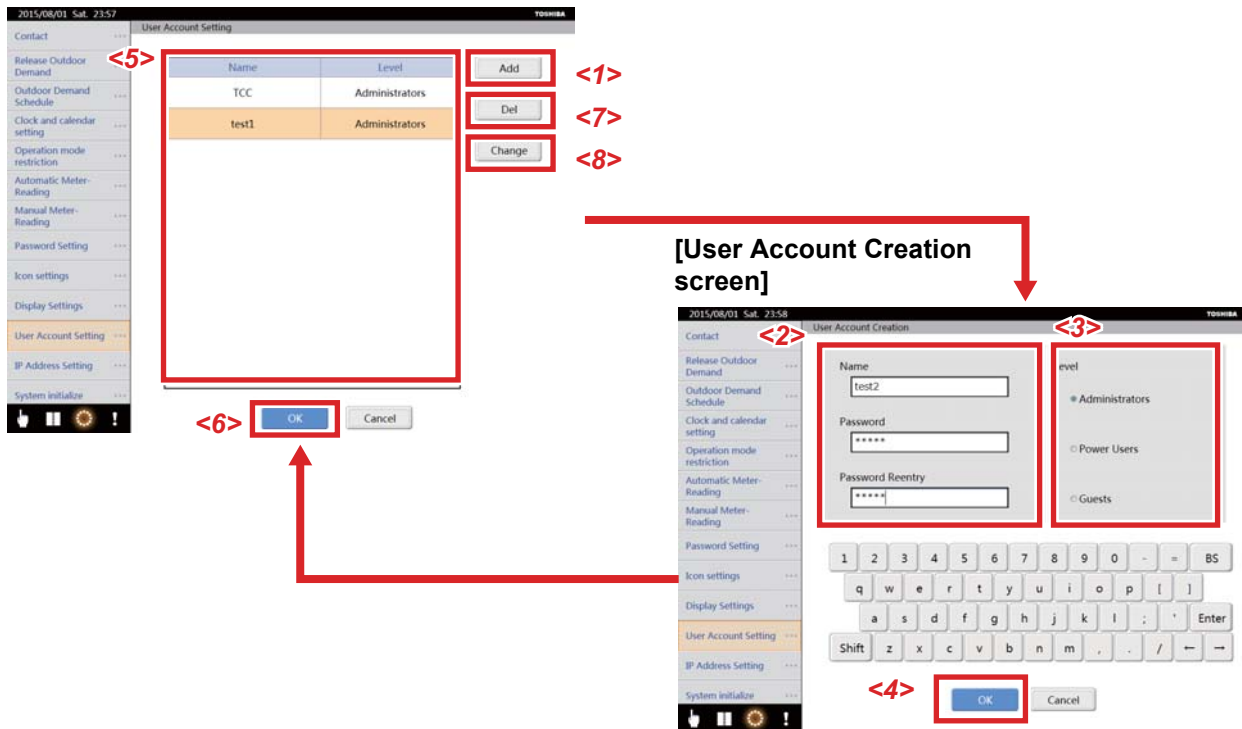 2015/08/01 Sat. 23:57 TOSHIBA
User Account Setting
Contact
Release Outdoor
Demand
Outdoor Demand
Schedule
Clock and calendar
setting
Operation mode
restriction
Automatic Meter-
Reading
Manual Meter-
Reading
Password Setting
Icon settings
Display Settings
User Account Setting
IP Address Setting
System initialize
!
<5>
Name Level
TCC Administrators
test1 Administrators
Add <1>
Del <7>
Change <8>
<6> OK Cancel
[User Account Creation
screen]
2015/08/01 Sat. 23:58 TOSHIBA
User Account Creation
Contact
Release Outdoor
Demand
Outdoor Demand
Schedule
Clock and calendar
setting
Operation mode
restriction
Automatic Meter-
Reading
Manual Meter-
Reading
Password Setting
Icon settings
Display Settings
User Account Setting
IP Address Setting
System initialize
!
<2>
Name
test2
Password
*****
Password Reentry
*****
<3>
evel
Administrators
Power Users
Guests
1 2 3 4 5 6 7 8 9 0 - = BS
q w e r t y u i o p [ ]
a s d f g h j k l ; ' Enter
Shift z x c v b n m , . / ← →
<4> OK Cancel